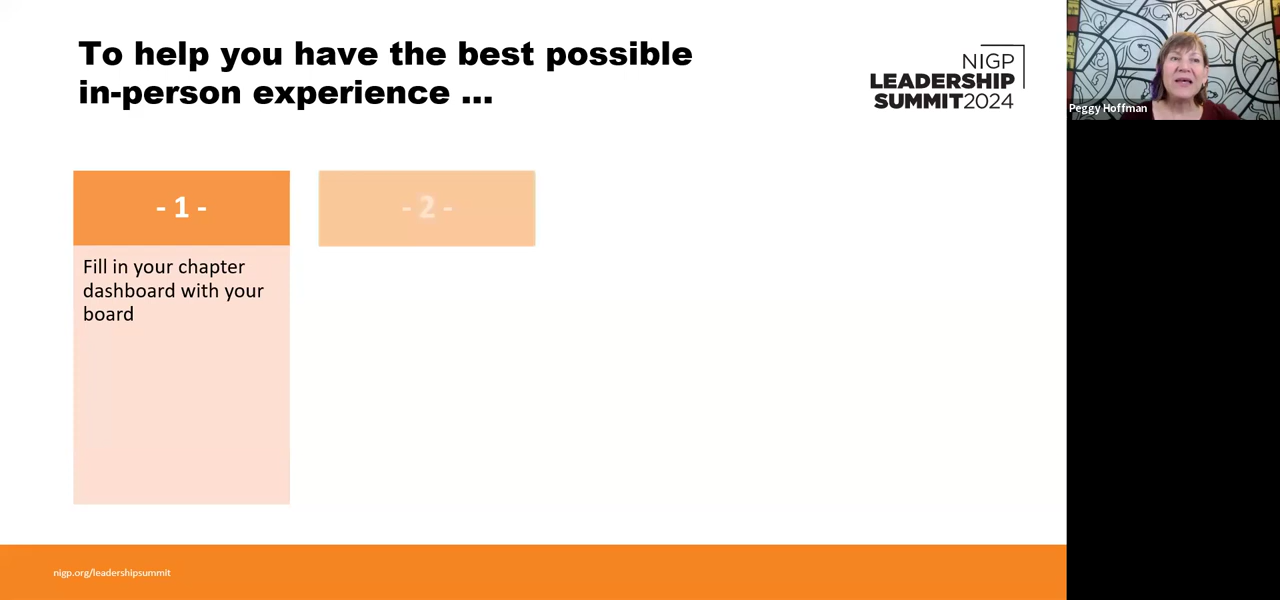 To help you have the best possible
in-person experience ...
NIGP
LEADERSHIP
SUMMIT2024
Peggy Hoffman
- 1 -
- 2 -
Fill in your chapter
dashboard with your
board
nigp.org/leadershipsummit